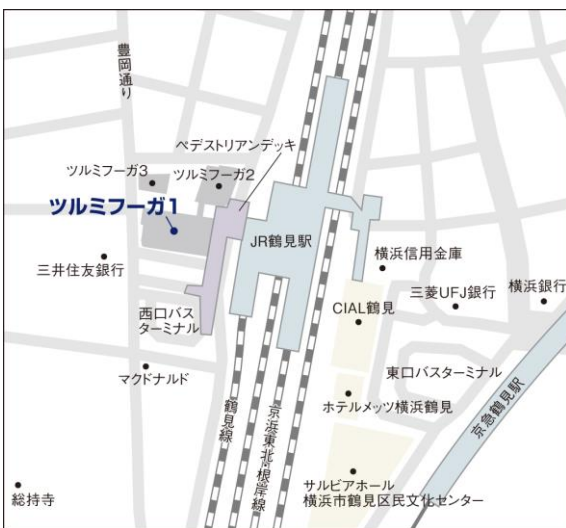 豊岡通り
ペデストリアンデッキ
ツルミフーガ3
ツルミフーガ2
ツルミフーガ1
JR鶴見駅
三井住友銀行
横浜信用金庫
三菱UFJ銀行
横浜銀行
西口バス
ターミナル
CIAL鶴見
マクドナルド
東口バスターミナル
ホテルメッツ横浜鶴見
京急鶴見駅
鶴見線
京浜東北・根岸線
総持寺
サルビアホール
横浜市鶴見区民文化センター